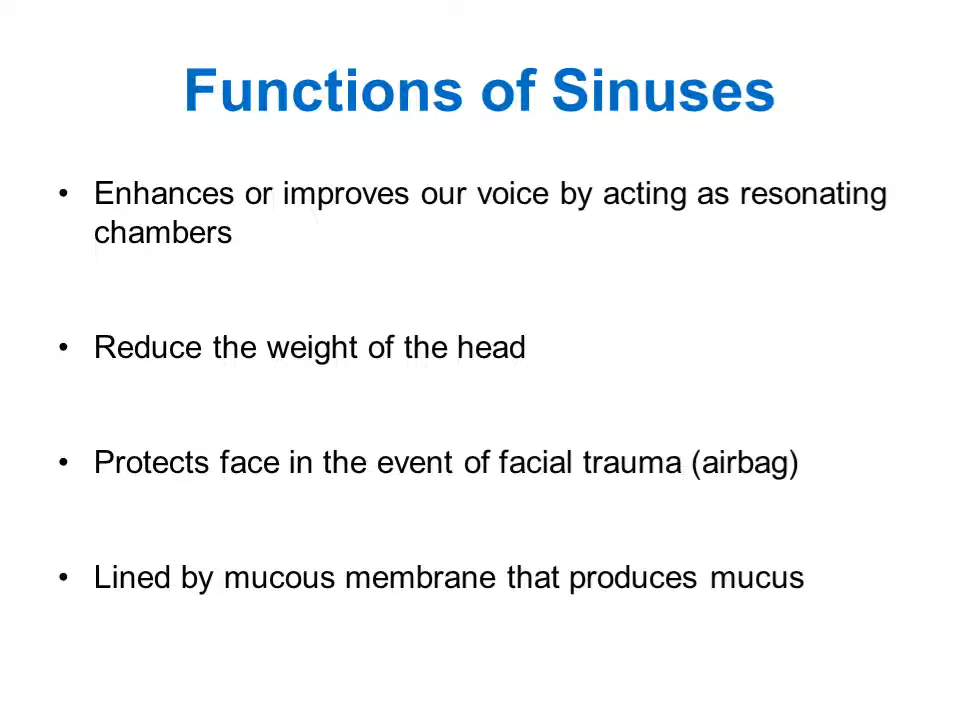 Functions of Sinuses
• Enhances or improves our voice by acting as resonating
chambers
• Reduce the weight of the head
• Protects face in the event of facial trauma (airbag)
• Lined by mucous membrane that produces mucus